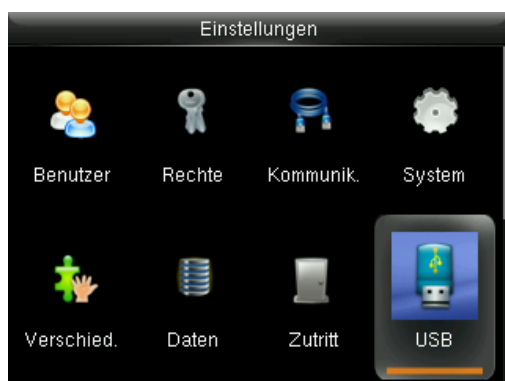 Einstellungen
Benutzer Rechte Kommunik. System
Verschied. Daten Zutritt USB